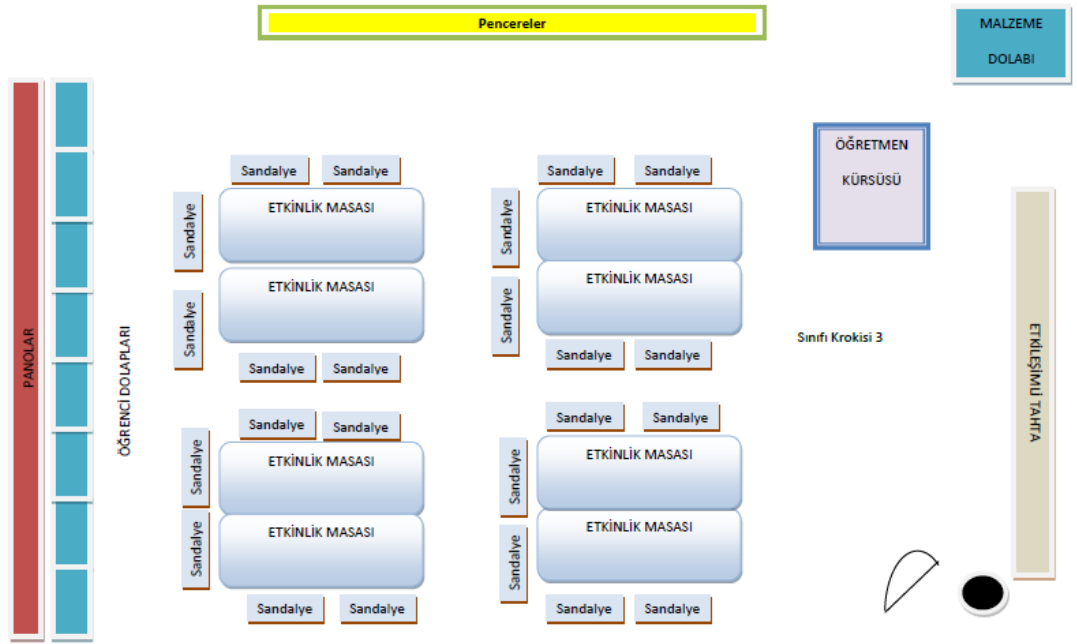 Pencereler
MALZEME
DOLABI
ÖĞRETMEN
KÜRSÜSÜ
Sandalye
Sandalye
Sandalye
Sandalye
Sandalye
ETKİNLİK MASASI
Sandalye
ETKİNLİK MASASI
Sandalye
ETKİNLİK MASASI
Sandalye
ETKİNLİK MASASI
PANOLAR
ÖĞRENCİ DOLAPLARI
Sınıfı Krokisi 3
ETKİLEŞİMLİ TAHTA
Sandalye
Sandalye
Sandalye
Sandalye
Sandalye
Sandalye
Sandalye
Sandalye
Sandalye
ETKİNLİK MASASI
Sandalye
ETKİNLİK MASASI
Sandalye
ETKİNLİK MASASI
Sandalye
ETKİNLİK MASASI
Sandalye
Sandalye
Sandalye
Sandalye